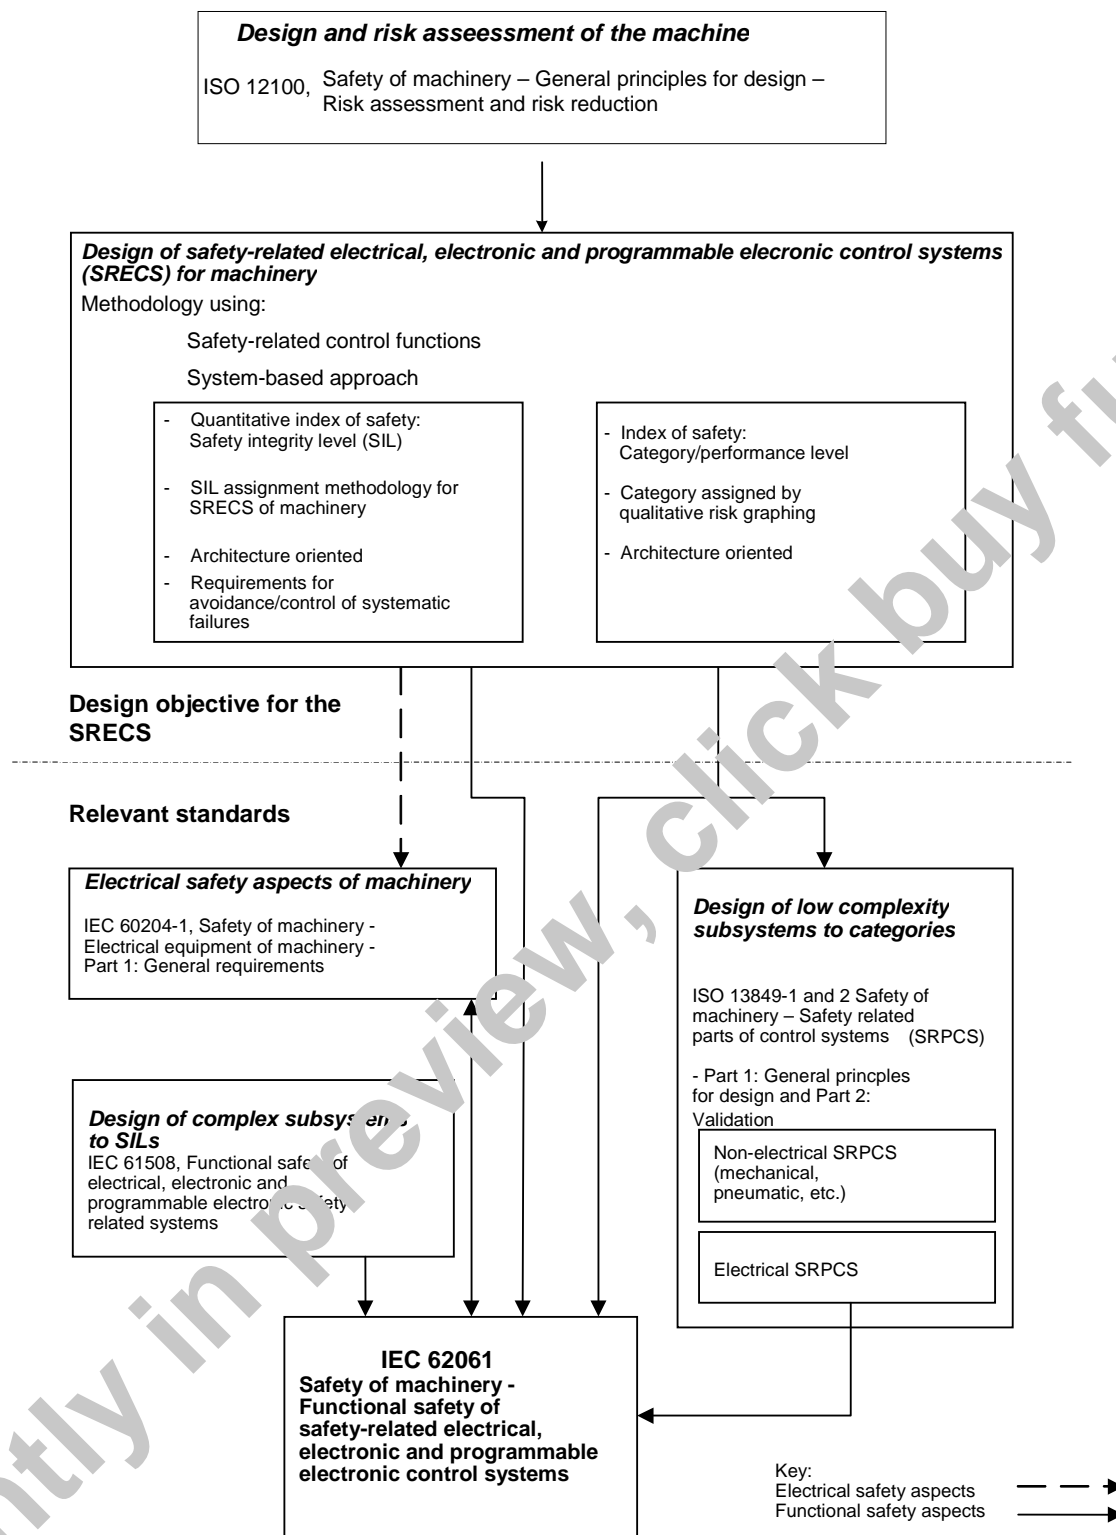 Design and risk asseessment of the machine
ISO 12100, Safety of machinery – General principles for design –
Risk assessment and risk reduction
Design of safety-related electrical, electronic and programmable elecronic control systems
(SRECS) for machinery
Methodology using:
Safety-related control functions
System-based approach
- Quantitative index of safety:
Safety integrity level (SIL)
- SIL assignment methodology for
SRECS of machinery
- Architecture oriented
- Requirements for
avoidance/control of systematic
failures
- Index of safety:
Category/performance level
- Category assigned by
qualitative risk graphing
- Architecture oriented
Design objective for the
SRECS
Relevant standards
Electrical safety aspects of machinery
IEC 60204-1, Safety of machinery -
Electrical equipment of machinery -
Part 1: General requirements
Design of low complexity
subsystems to categories
ISO 13849-1 and 2 Safety of
machinery – Safety related
parts of control systems (SRPCS)
- Part 1: General princples
for design and Part 2:
Validation
Non-electrical SRPCS
(mechanical,
pneumatic, etc.)
Electrical SRPCS
Design of complex subsystems
to SILs
IEC 61508, Functional safety of
electrical, electronic and
programmable electronic safety
related systems
IEC 62061
Safety of machinery -
Functional safety of
safety-related electrical,
electronic and programmable
electronic control systems
Key:
Electrical safety aspects
Functional safety aspects
in preview, click buy